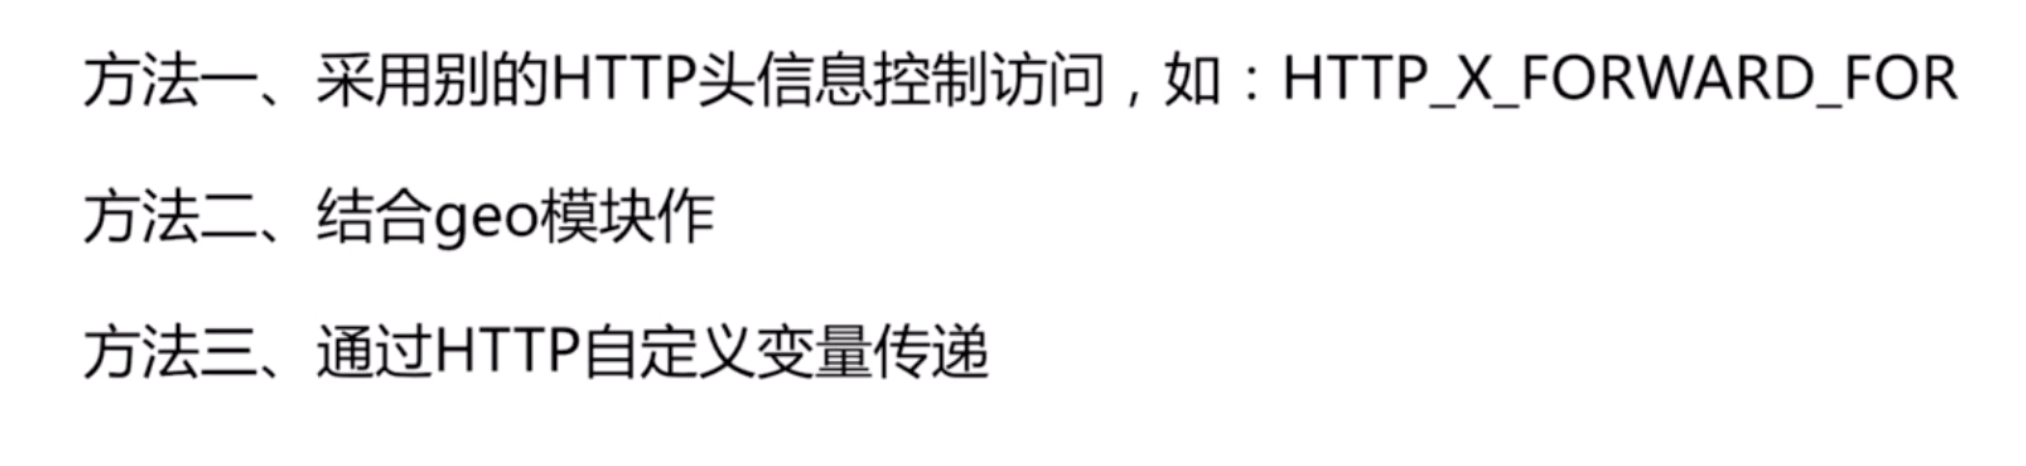 方法一、采用别的HTTP头信息控制访问，如：HTTP_X_FORWARD_FOR
方法二、结合geo模块作
方法三、通过HTTP自定义变量传递